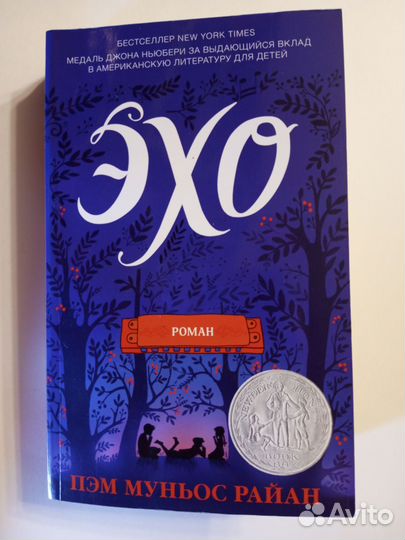 БЕСТСЕЛЛЕР NEW YORK TIMES
МЕДАЛЬ ДЖОНА НЬЮБЕРИ ЗА ВЫДАЮЩИЙСЯ ВКЛАД
В АМЕРИКАНСКУЮ ЛИТЕРАТУРУ ДЛЯ ДЕТЕЙ
ЭХО
РОМАН
ПЭМ МУНЬОС РАЙАН
Avito